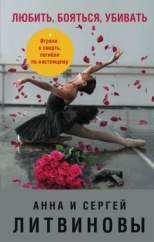 ЛЮБИТЬ, БОЯТЬСЯ, УБИВАТЬ
Играли
в смерть,
погибли
по-настоящему
АННА И СЕРГЕЙ
ЛИТВИНОВЫ